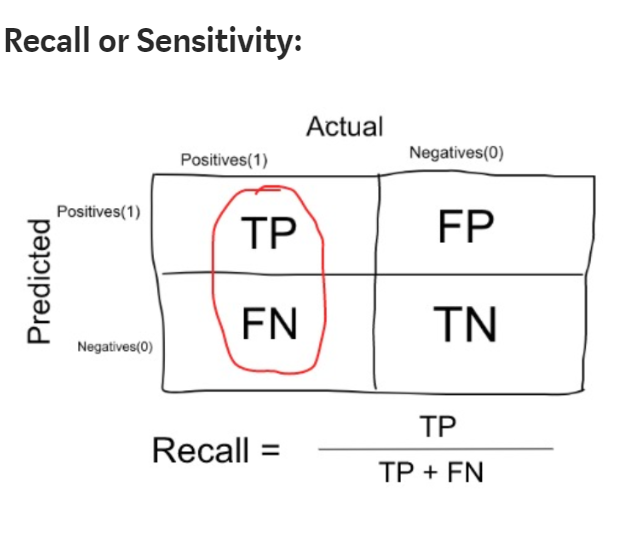 Recall or Sensitivity:
Actual
Positives(1) Negatives(0)
Predicted
Positives(1) TP FP
Negatives(0) FN TN
Recall = TP
TP + FN